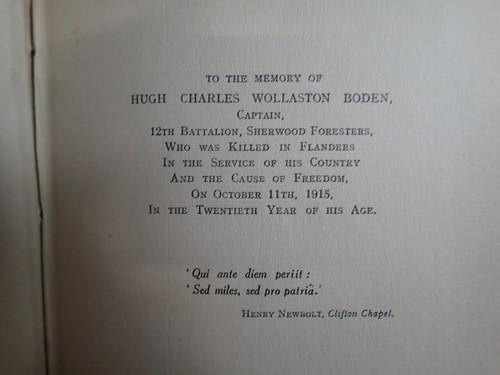 TO THE MEMORY OF
HUGH CHARLES WOLLASTON BODEN,
CAPTAIN,
12TH BATTALION, SHERWOOD FORESTERS,
WHO WAS KILLED IN FLANDERS
IN THE SERVICE OF HIS COUNTRY
AND THE CAUSE OF FREEDOM,
ON OCTOBER 11TH, 1915,
IN THE TWENTIETH YEAR OF HIS AGE.
'Qui ante diem periit :
'Sed miles, sed pro patriâ.'
HENRY NEWBOLT, Clifton Chapel.